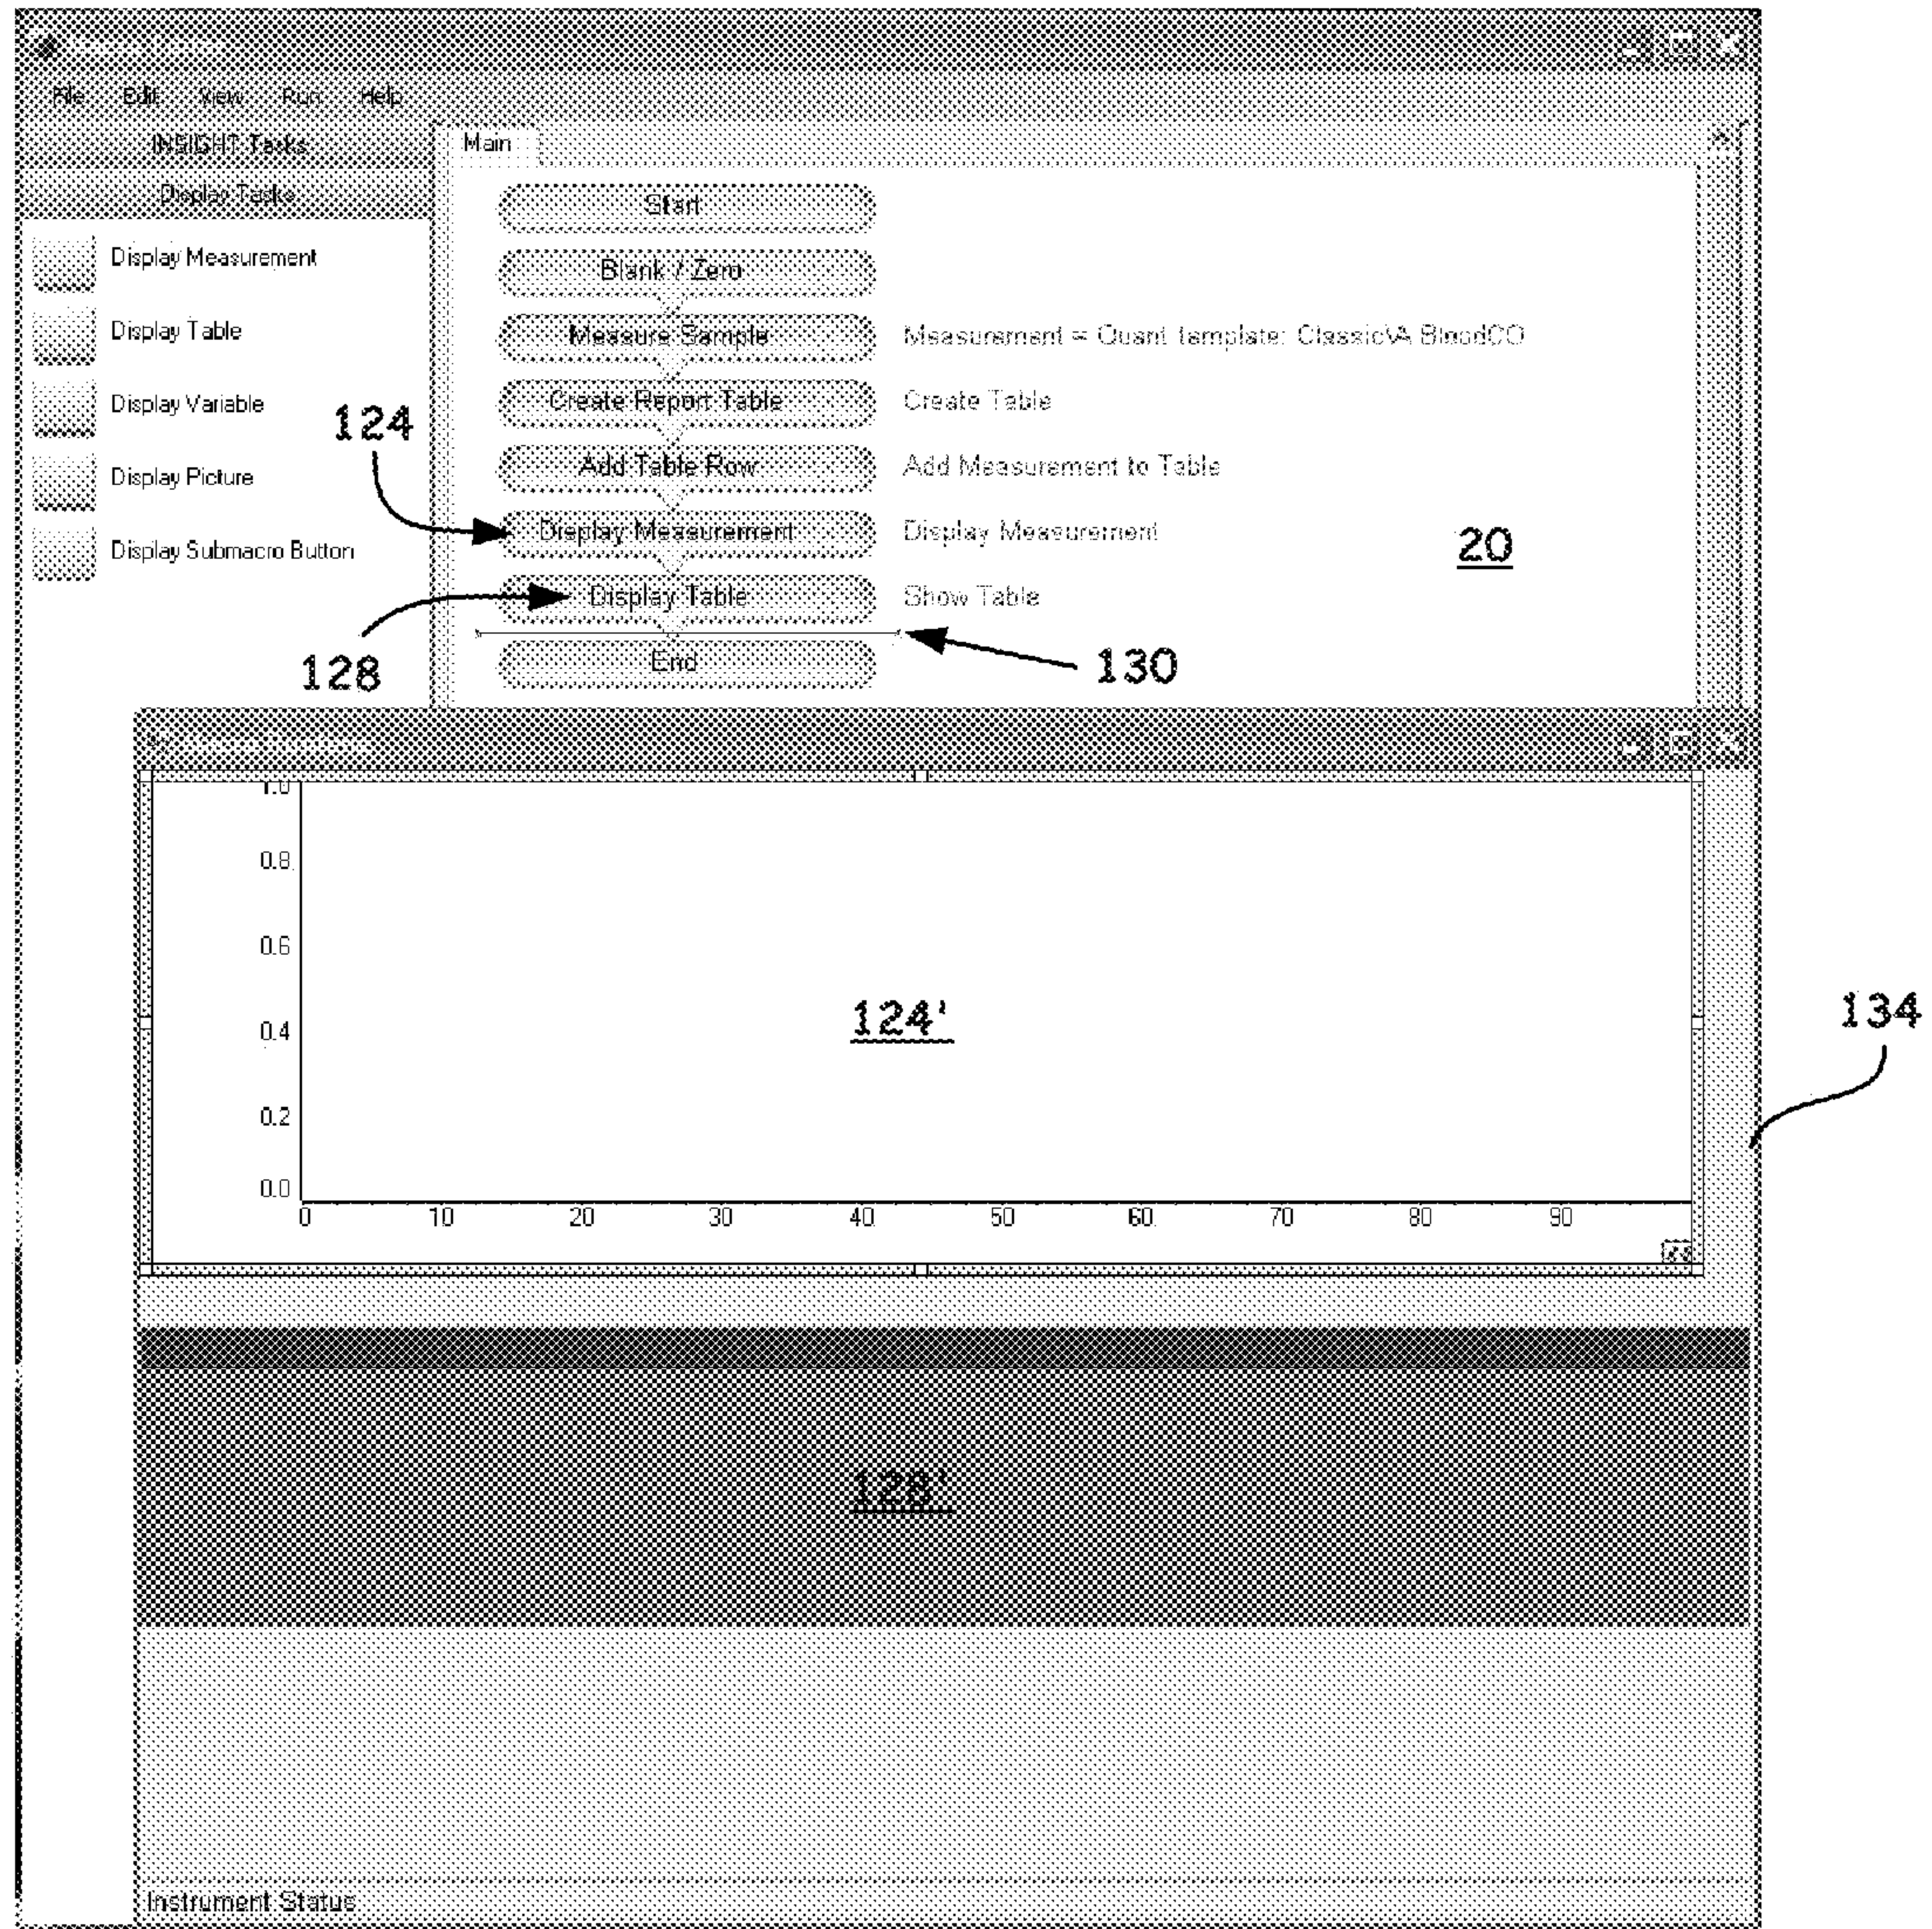 File Edit View Run Help
INSIGHT Tasks
Display Tasks
Display Measurement
Display Table
Display Variable
Display Picture
Display Submacro Button
Main
Start
Blank / Zero
Measure Sample Measurement = Quant template: Classic\A BloodCO
Create Report Table Create Table
Add Table Row Add Measurement to Table
Display Measurement Display Measurement
Display Table Show Table
End
124
128
130
20
1.0
0.8
0.6
0.4
0.2
0.0
0 10 20 30 40 50 60 70 80 90
124'
134
128'
Instrument Status